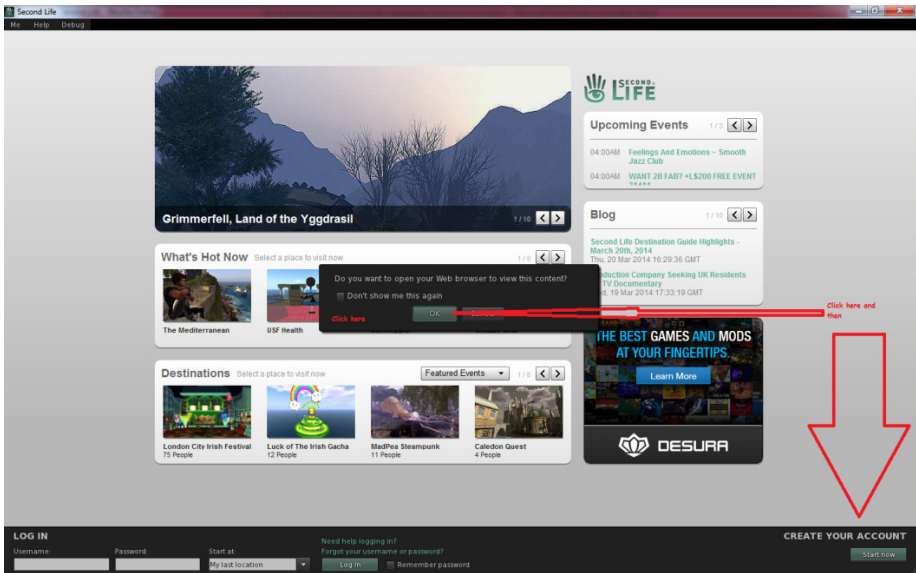 Second Life
Me Help Debug
SECOND
LIFE
Grimmerfell, Land of the Yggdrasil
1 / 10
Upcoming Events
1 / 3
04:00AM Feelings And Emotions – Smooth
Jazz Club
04:00AM WANT 2B FAB? +L$200 FREE EVENT
Blog
1 / 10
Second Life Destination Guide Highlights -
March 20th, 2014
Thu, 20 Mar 2014 16:29:36 GMT
oduction Company Seeking UK Residents
TV Documentary
d, 19 Mar 2014 17:33:19 GMT
What's Hot Now Select a place to visit now
1 / 8
The Mediterranean
USF Health
Do you want to open your Web browser to view this content?
Don't show me this again
OK
Click here
Click here and
then
THE BEST GAMES AND MODS
AT YOUR FINGERTIPS.
Learn More
DESURA
Destinations Select a place to visit now
Featured Events
1 / 8
London City Irish Festival
75 People
Luck of The Irish Gacha
12 People
MadPea Steampunk
11 People
Caledon Quest
4 People
LOG IN
Username:
Password:
Start at:
My last location
Need help logging in?
Forgot your username or password?
Log In
Remember password
CREATE YOUR ACCOUNT
Start now